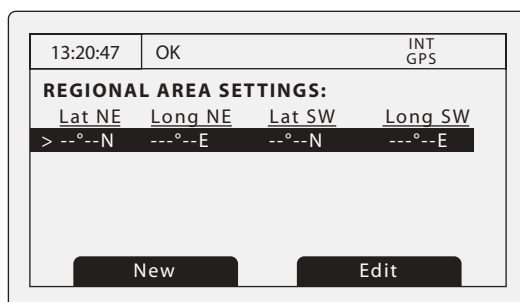 13:20:47 OK INT
GPS
REGIONAL AREA SETTINGS:
Lat NE Long NE Lat SW Long SW
> --°--N ---°--E --°--N ---°--E
New Edit